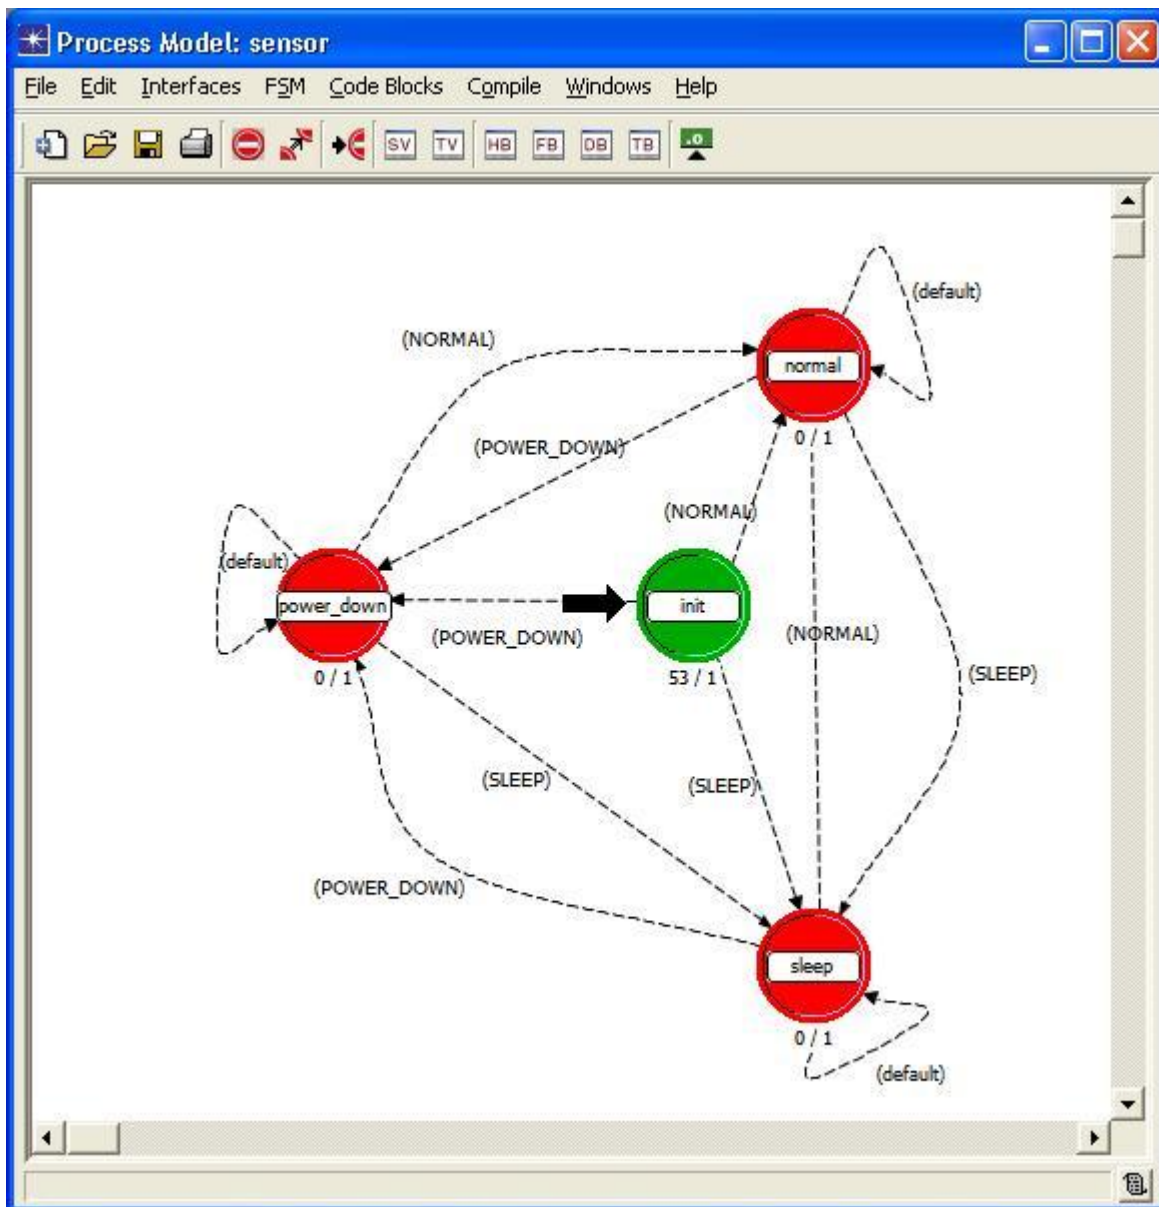 Process Model: sensor
File Edit Interfaces FSM Code Blocks Compile Windows Help
SV TV HB FB DB TB .0
(default)
(NORMAL)
normal
0 / 1
(POWER_DOWN)
(NORMAL)
(default)
power_down
0 / 1
(POWER_DOWN)
init
53 / 1
(NORMAL)
(SLEEP)
(SLEEP)
(SLEEP)
(POWER_DOWN)
sleep
0 / 1
(default)